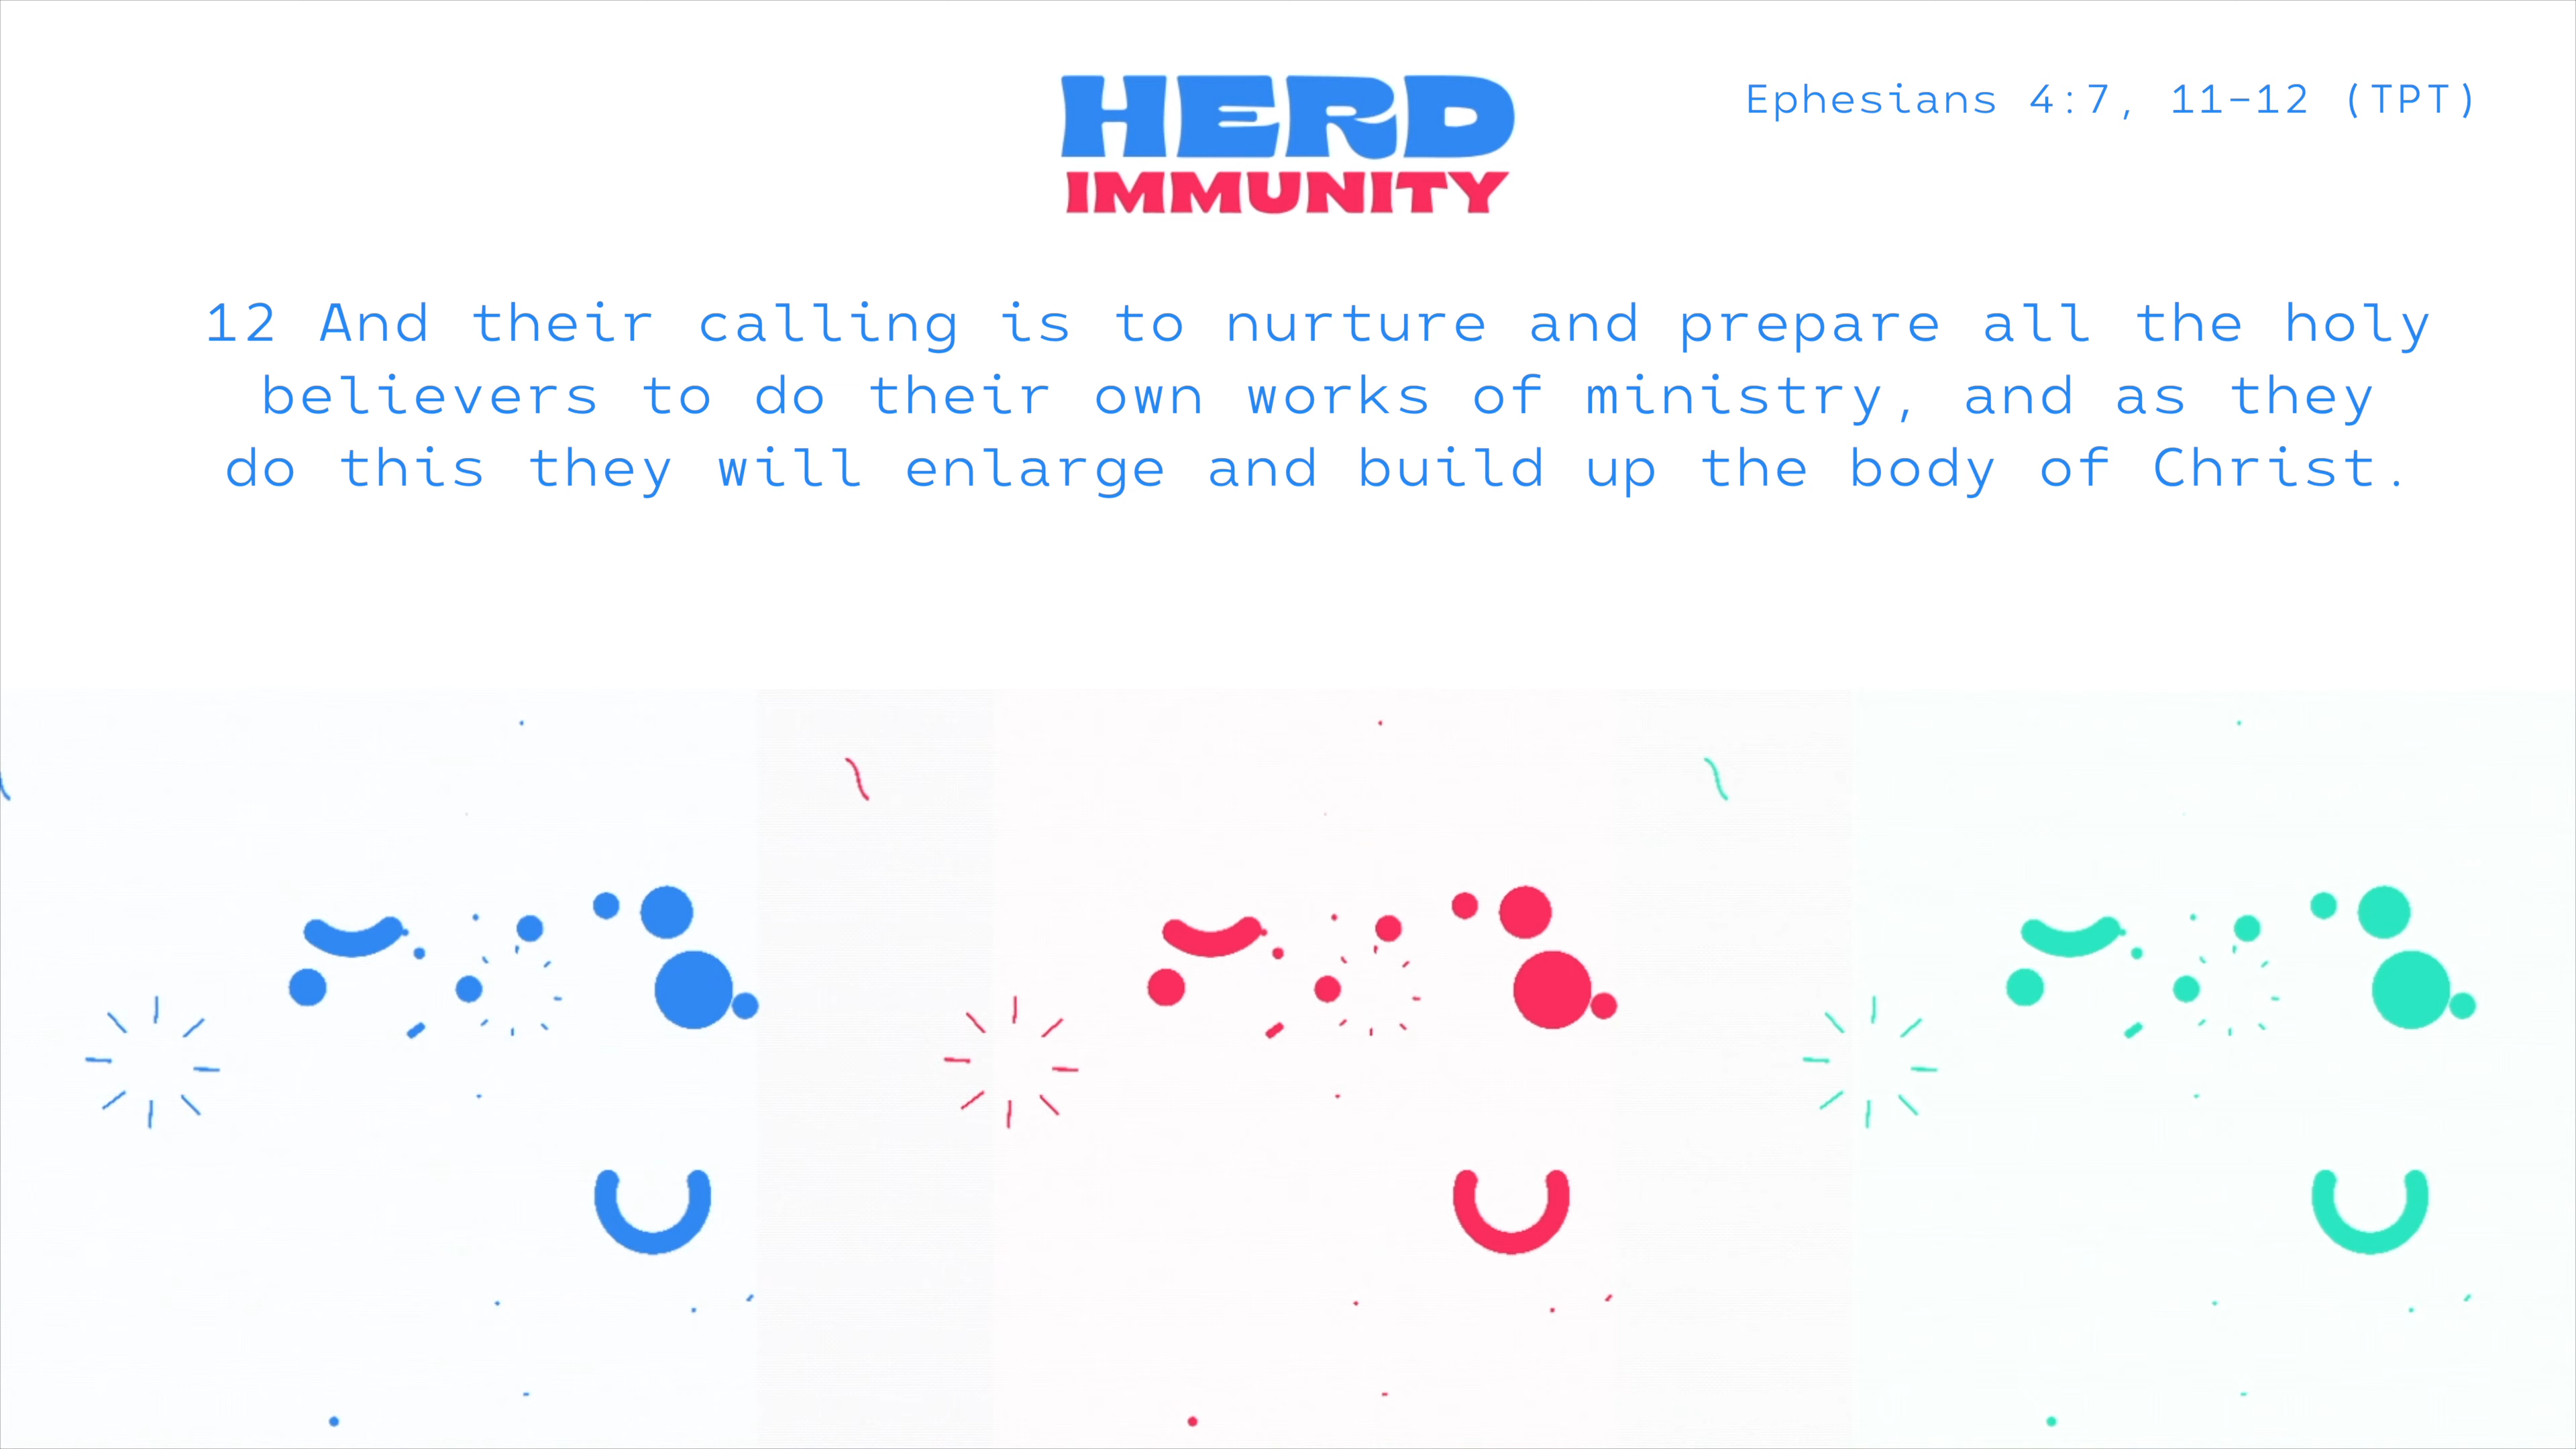 HERD
IMMUNITY
Ephesians 4:7, 11-12 (TPT)
12 And their calling is to nurture and prepare all the holy
believers to do their own works of ministry, and as they
do this they will enlarge and build up the body of Christ.